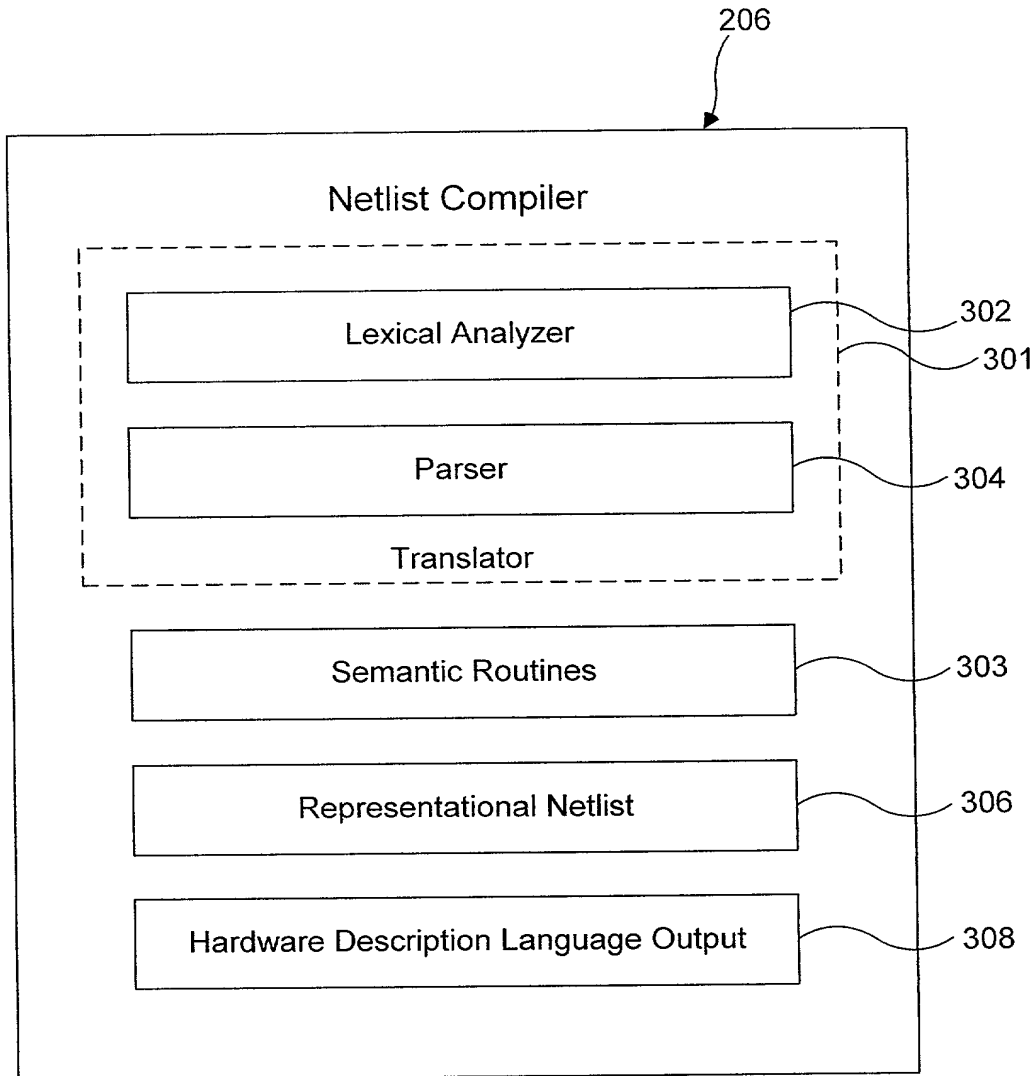 206
Netlist Compiler
Lexical Analyzer
302
301
Parser
304
Translator
Semantic Routines
303
Representational Netlist
306
Hardware Description Language Output
308